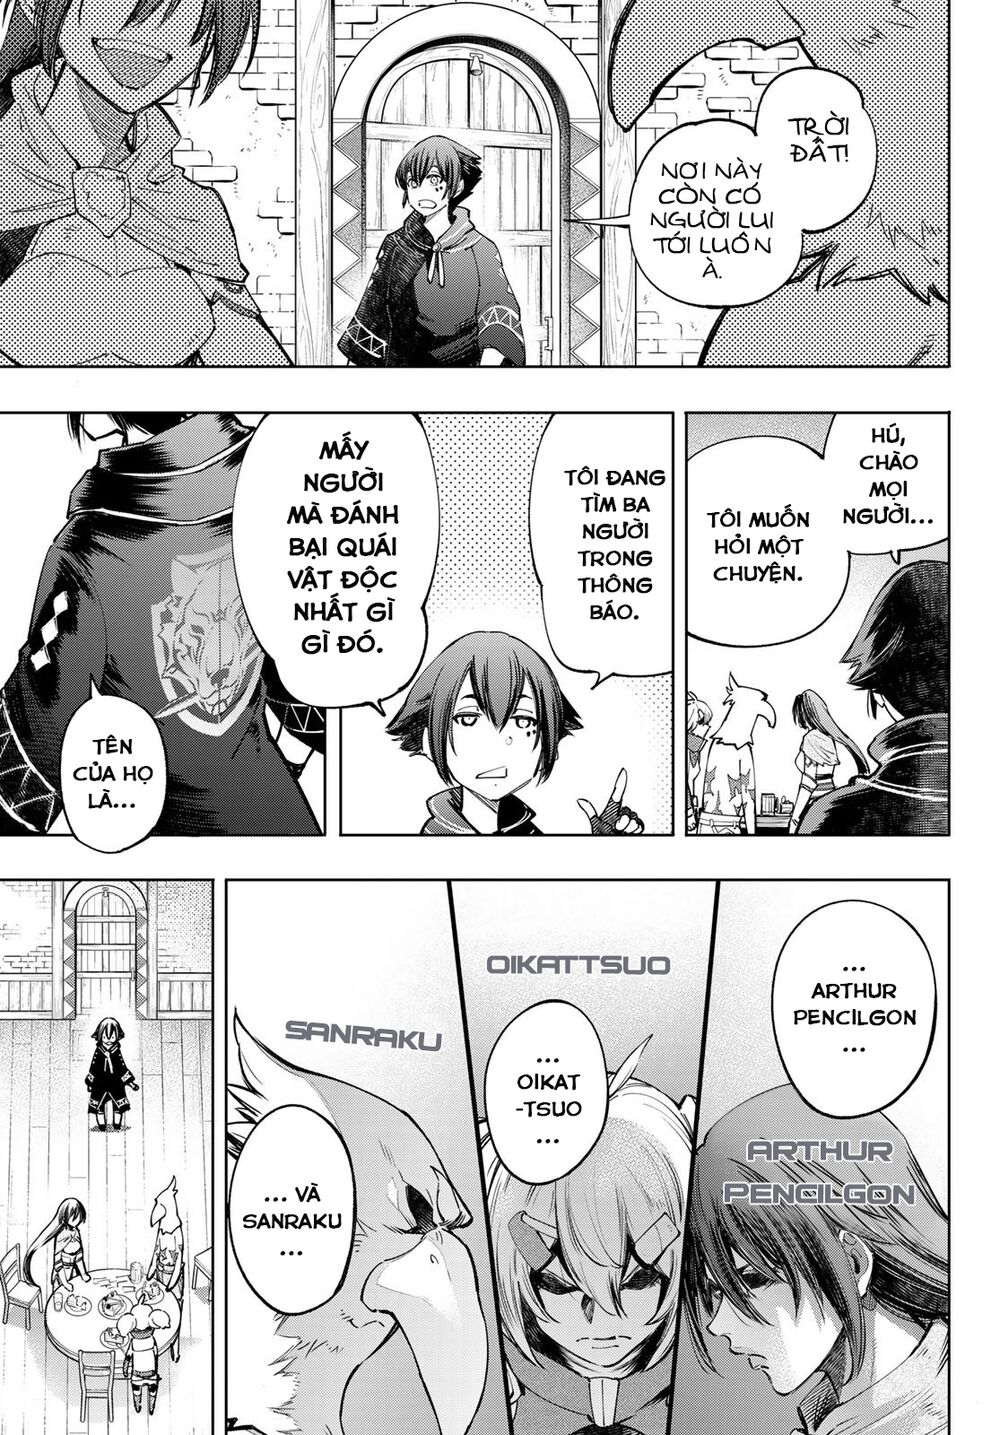 TRỜI
ĐẤT!
NƠI NÀY
CÒN CÓ
NGƯỜI LUI
TỚI LUÔN
À.
HÚ,
CHÀO
MỌI
NGƯỜI...
TÔI MUỐN
HỎI MỘT
CHUYỆN.
TÔI ĐANG
TÌM BA
NGƯỜI
TRONG
THÔNG
BÁO.
MẤY
NGƯỜI
MÀ ĐÁNH
BẠI QUÁI
VẬT ĐỘC
NHẤT GÌ
GÌ ĐÓ.
TÊN
CỦA HỌ
LÀ...
...
ARTHUR
PENCILGON
...
ARTHUR
PENCILGON
OIKATTSUO
...
OIKAT
-TSUO
...
SANRAKU
... VÀ
SANRAKU
...